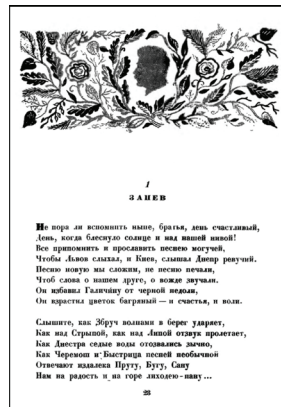 1
ЗАПЕВ
Не пора ли вспомнить ныне, братья, день счастливый,
День, когда блеснуло солнце и над нашей нивой!
Все припомнить и прославить песнею могучей,
Чтобы Львов слыхал, и Киев, слышал Днепр ревучий.
Песню новую мы сложим, не песню печали,
Чтоб слова о нашем друге, о вожде звучали.
Он избавил Галичину от черной недоли,
Он взрастил цветок багряный — и счастья, и воли.
Слышите, как Збруч волнами в берег ударяет,
Как над Стрыпой, как над Липой отзвук пролетает,
Как Днестра седые воды отозвались зычно,
Как Черемош и Быстрица песней необычной
Отвечают издалека Пруту, Бугу, Сану
Нам на радость и на горе лиходею-пану...
23